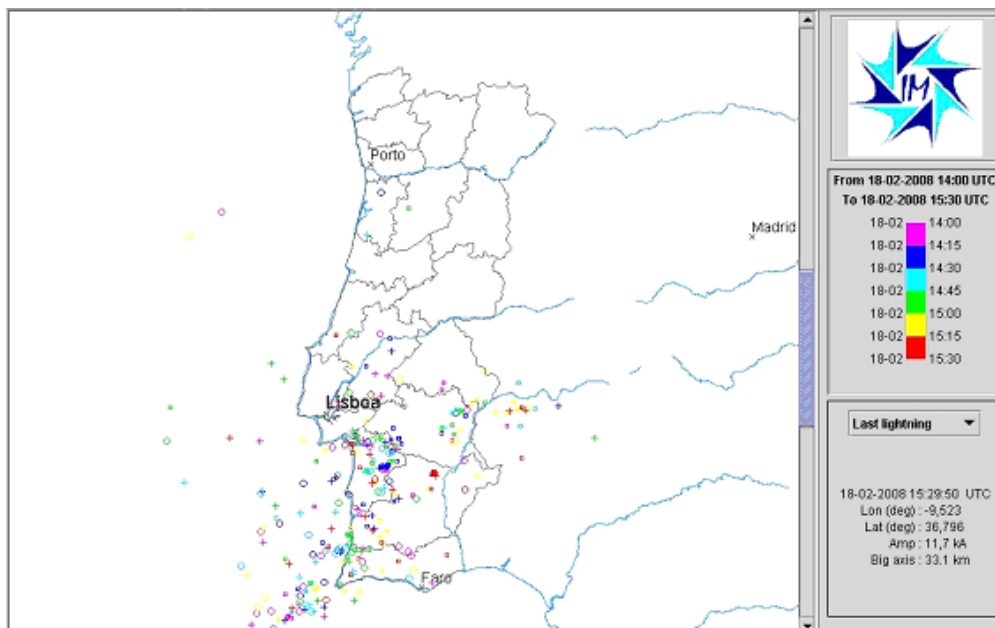 Porto
Madrid
Lisboa
Faro
IM
From 18-02-2008 14:00 UTC
To 18-02-2008 15:30 UTC
18-02 14:00
18-02 14:15
18-02 14:30
18-02 14:45
18-02 15:00
18-02 15:15
18-02 15:30
Last lightning
18-02-2008 15:29:50 UTC
Lon (deg) : -9,523
Lat (deg) : 36,796
Amp : 11,7 kA
Big axis : 33.1 km